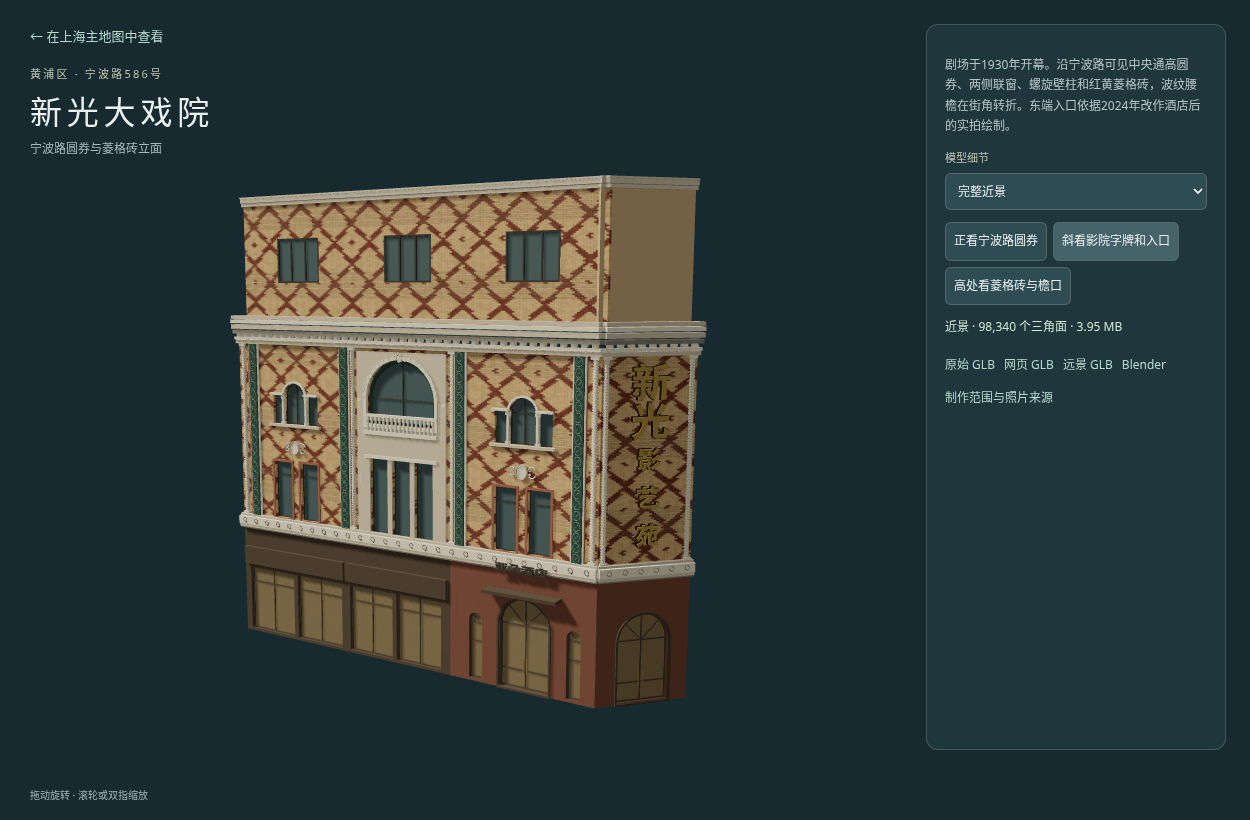 ← 在上海主地图中查看
黄浦区 · 宁波路586号
新光大戏院
宁波路圆券与菱格砖立面
新光影艺苑
剧场于1930年开幕。沿宁波路可见中央通高圆
券、两侧联窗、螺旋壁柱和红黄菱格砖，波纹腰
檐在街角转折。东端入口依据2024年改作酒店后
的实拍绘制。
模型细节
完整近景
正看宁波路圆券
斜看影院字牌和入口
高处看菱格砖与檐口
近景 · 98,340 个三角面 · 3.95 MB
原始 GLB 网页 GLB 远景 GLB Blender
制作范围与照片来源
拖动旋转 · 滚轮或双指缩放